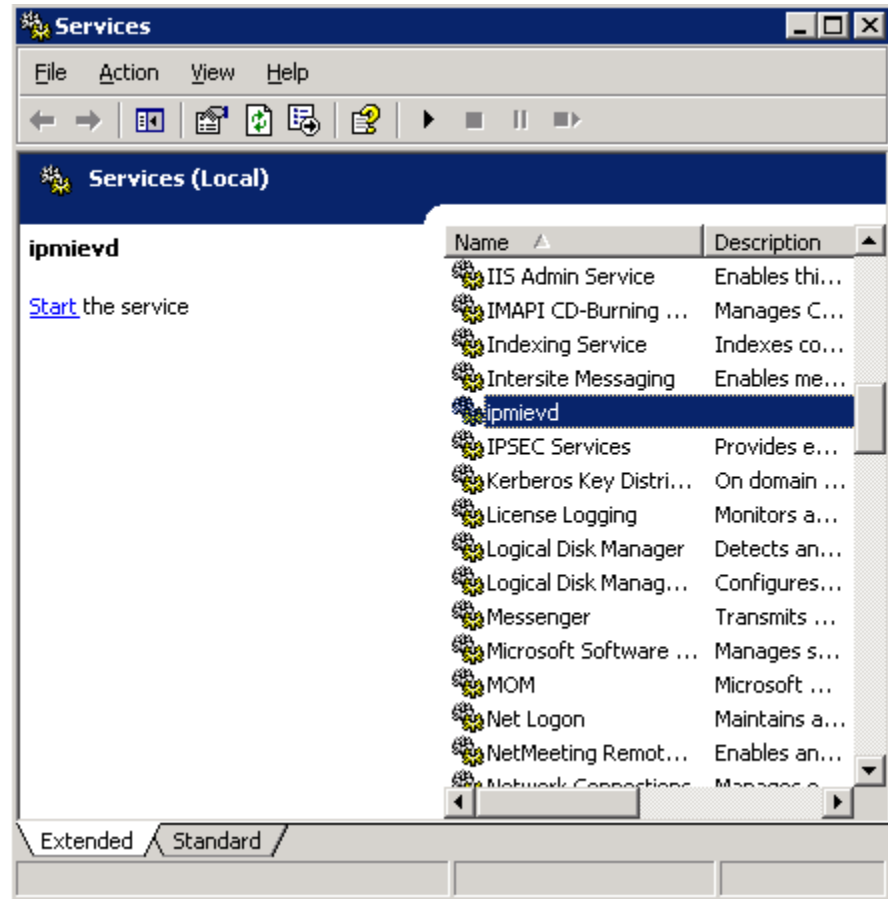 Services
File Action View Help
Services (Local)
ipmievd
Start the service
Name Description
IIS Admin Service Enables thi...
IMAPI CD-Burning ... Manages C...
Indexing Service Indexes co...
Intersite Messaging Enables me...
ipmievd
IPSEC Services Provides e...
Kerberos Key Distri... On domain ...
License Logging Monitors a...
Logical Disk Manager Detects an...
Logical Disk Manag... Configures...
Messenger Transmits ...
Microsoft Software ... Manages s...
MOM Microsoft ...
Net Logon Maintains a...
NetMeeting Remot... Enables an...
Network Connections Manages o...
Extended Standard